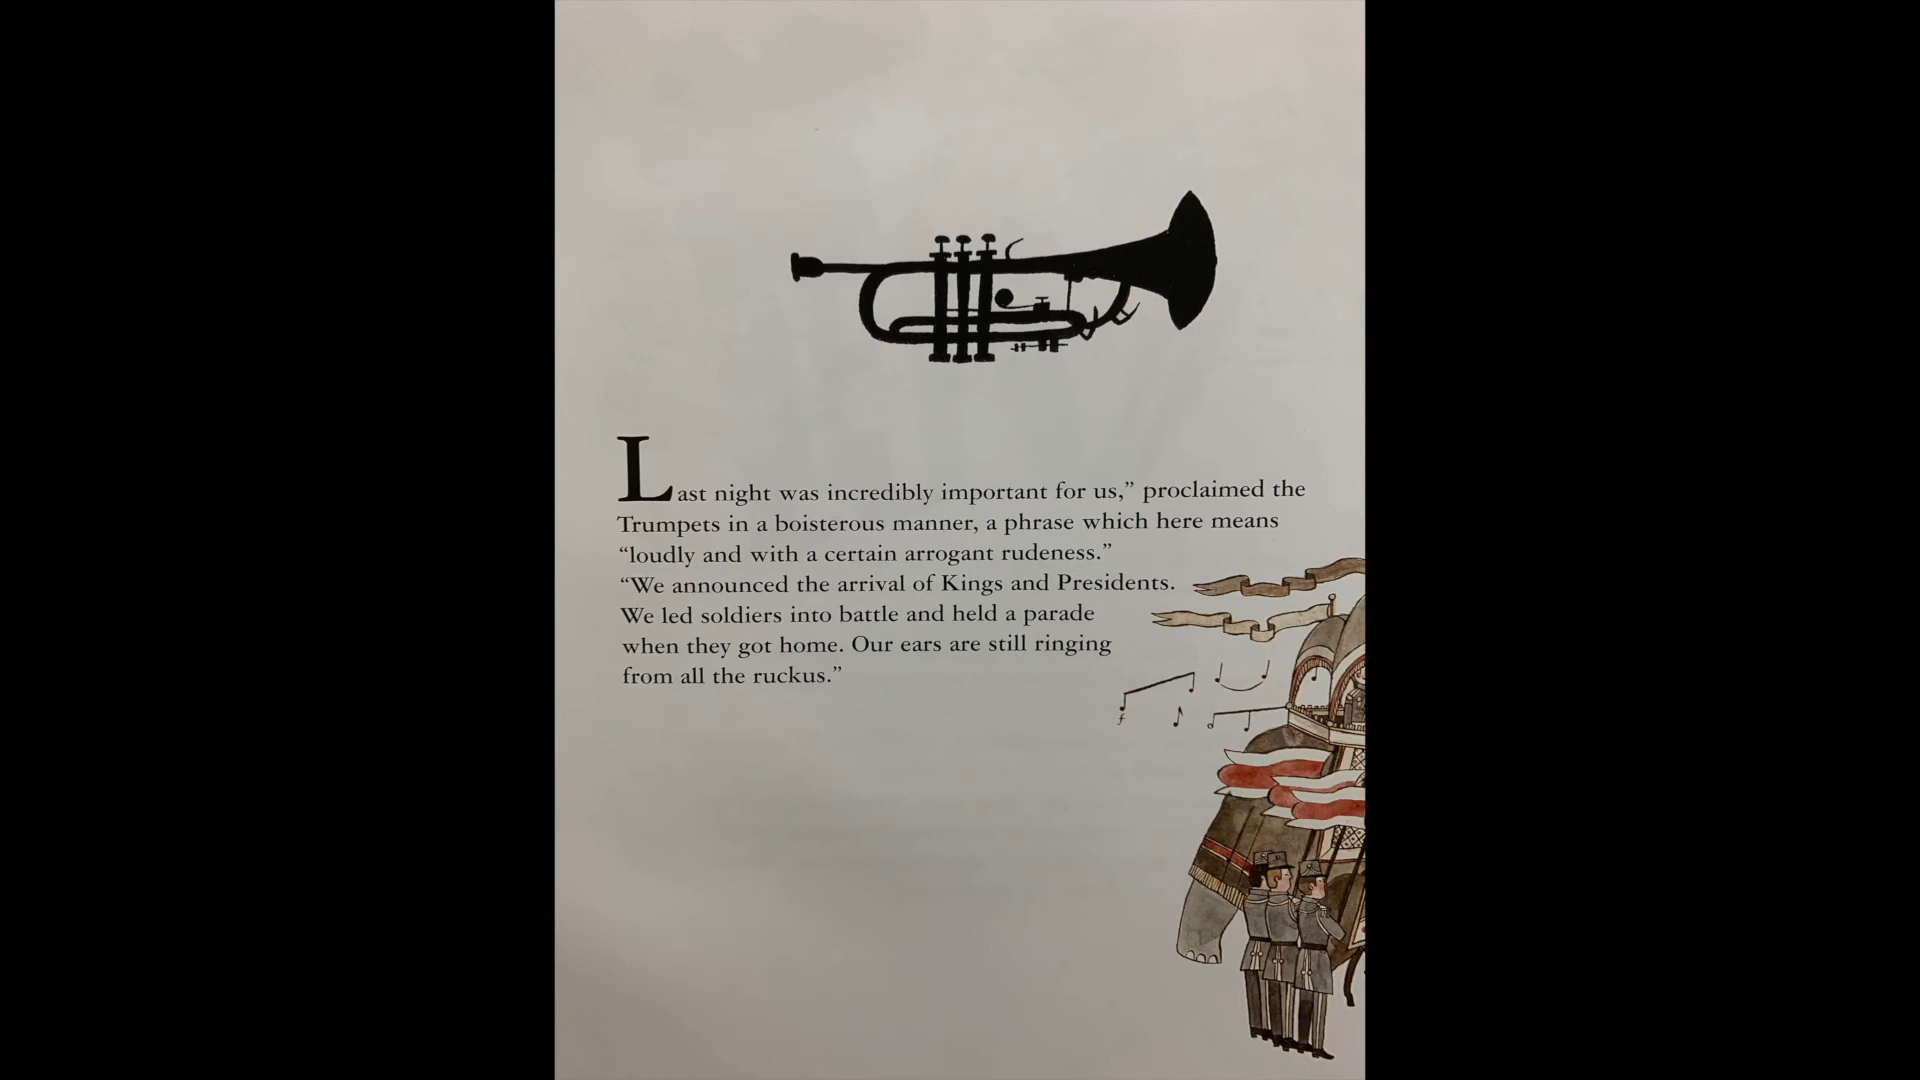 Last night was incredibly important for us,” proclaimed the
Trumpets in a boisterous manner, a phrase which here means
“loudly and with a certain arrogant rudeness.”
“We announced the arrival of Kings and Presidents.
We led soldiers into battle and held a parade
when they got home. Our ears are still ringing
from all the ruckus.”
f